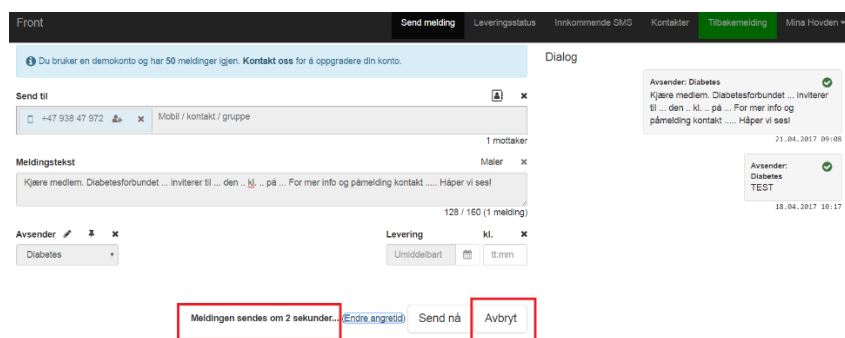 Front Send melding Leveringsstatus Innkommende SMS Kontakter Tilbakemelding Mina Hovden
Du bruker en demokonto og har 50 meldinger igjen. Kontakt oss for å oppgradere din konto.
Send til
+47 938 47 972 Mobil / kontakt / gruppe
1 mottaker
Meldingstekst Maler
Kjære medlem. Diabetesforbundet ... inviterer til ... den .. kl. .. på ... For mer info og påmelding kontakt ..... Håper vi ses!
128 / 160 (1 melding)
Avsender Levering kl.
Diabetes Umiddelbart tt:mm
Meldingen sendes om 2 sekunder... (Endre angretid) Send nå Avbryt
Dialog
Avsender: Diabetes
Kjære medlem. Diabetesforbundet ... inviterer
til ... den .. kl. .. på ... For mer info og
påmelding kontakt ..... Håper vi ses!
21.04.2017 09:08
Avsender:
Diabetes
TEST
18.04.2017 10:17